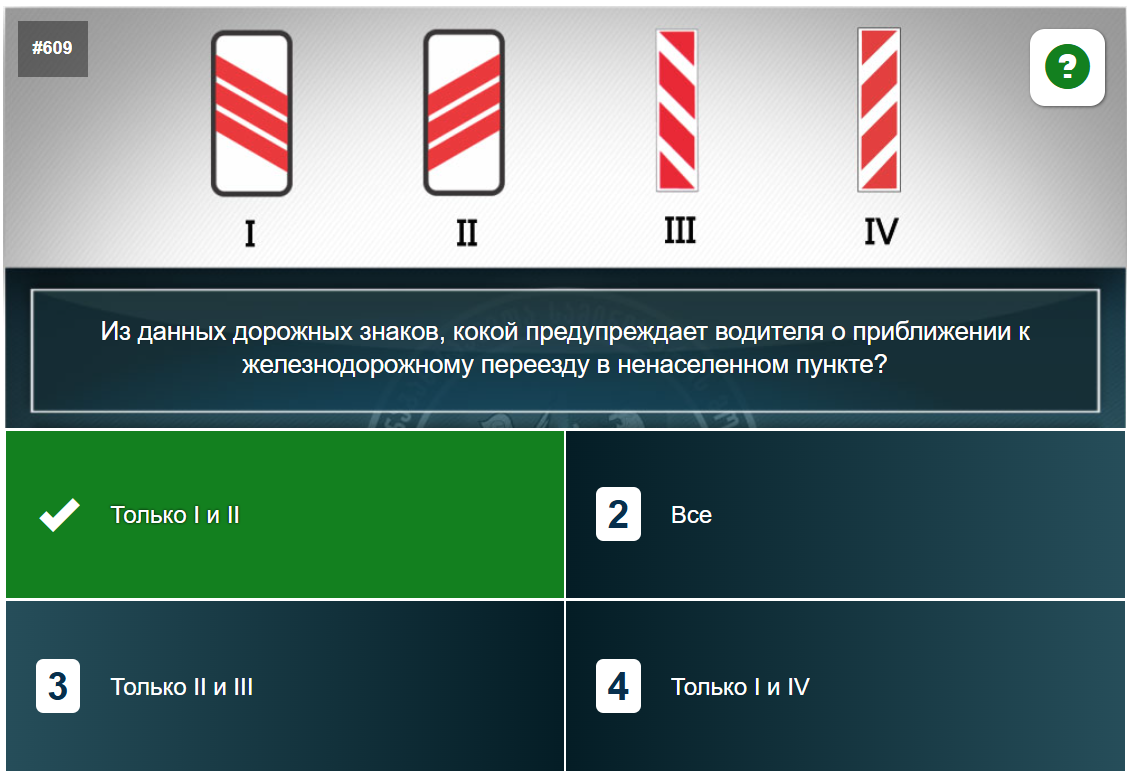 #609
?
I
II
III
IV
Из данных дорожных знаков, кокой предупреждает водителя о приближении к
железнодорожному переезду в ненаселенном пункте?
Только I и II
2
Все
3
Только II и III
4
Только I и IV